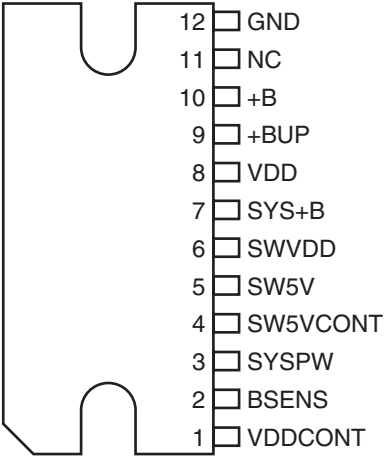 12 GND
11 NC
10 +B
9 +BUP
8 VDD
7 SYS+B
6 SWVDD
5 SW5V
4 SW5VCONT
3 SYSPW
2 BSENS
1 VDDCONT